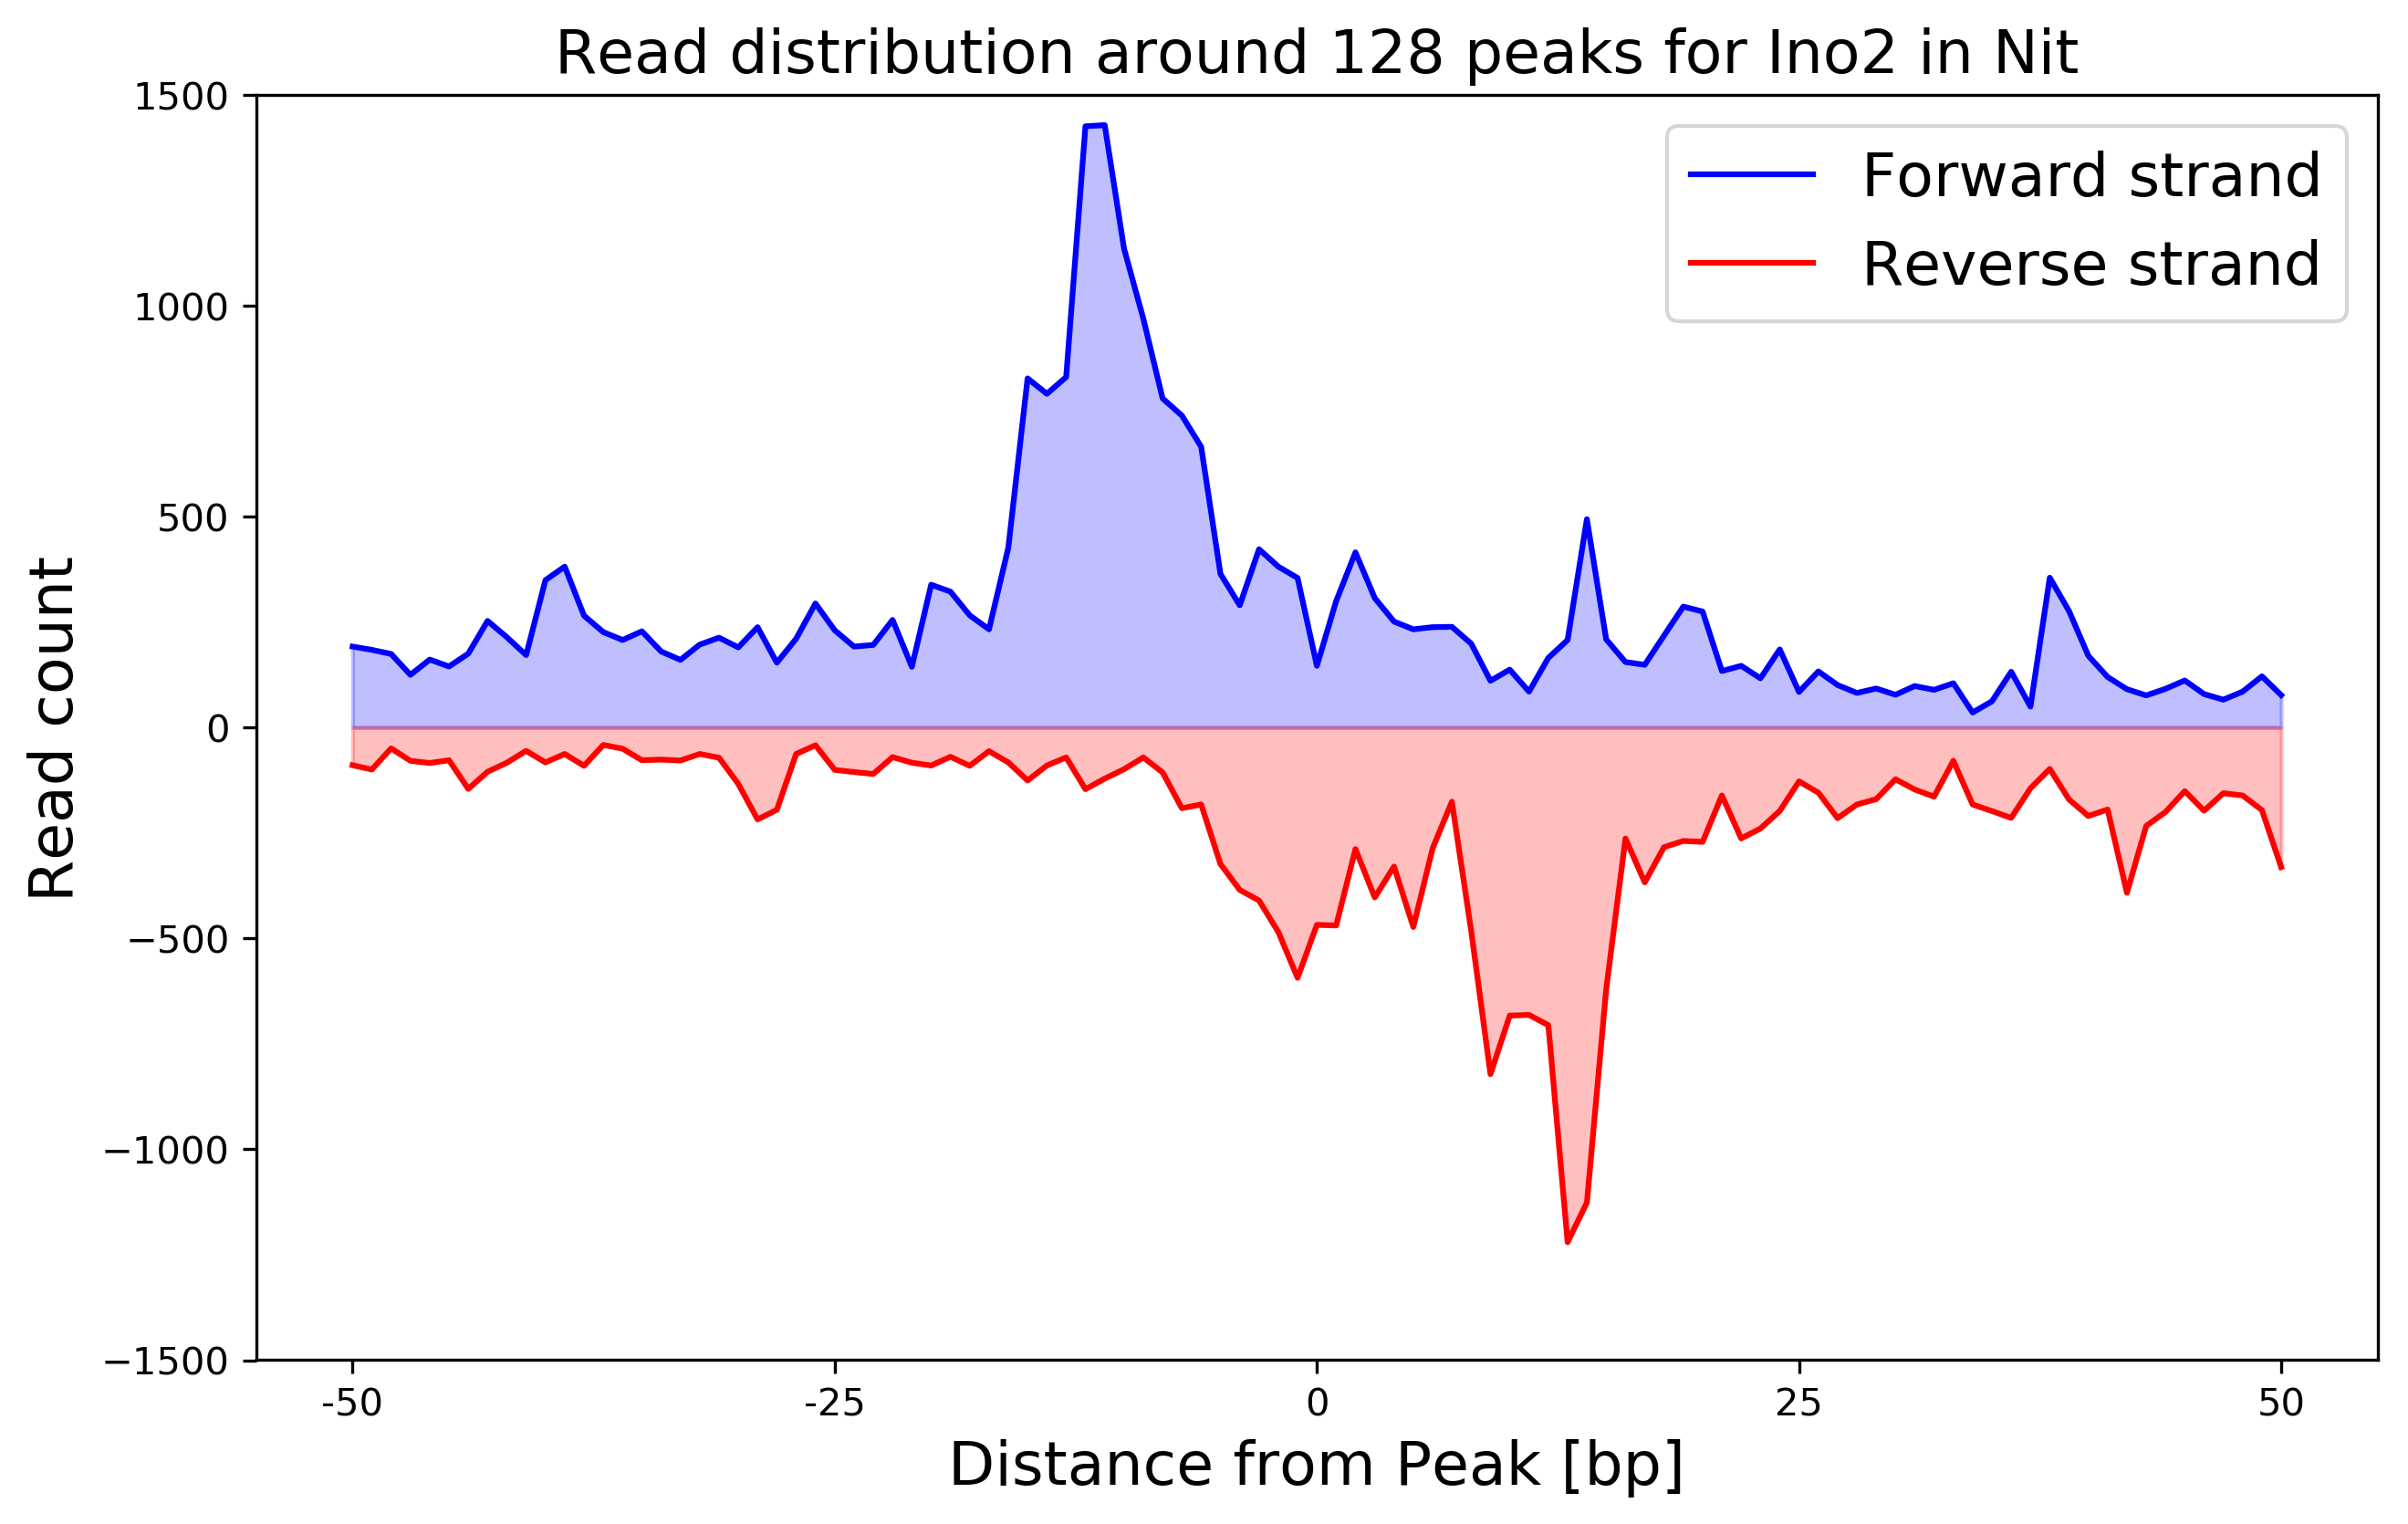 Read distribution around 128 peaks for Ino2 in Nit
1500
1000
500
0
−500
−1000
−1500
Read count
Forward strand
Reverse strand
-50 -25 0 25 50
Distance from Peak [bp]